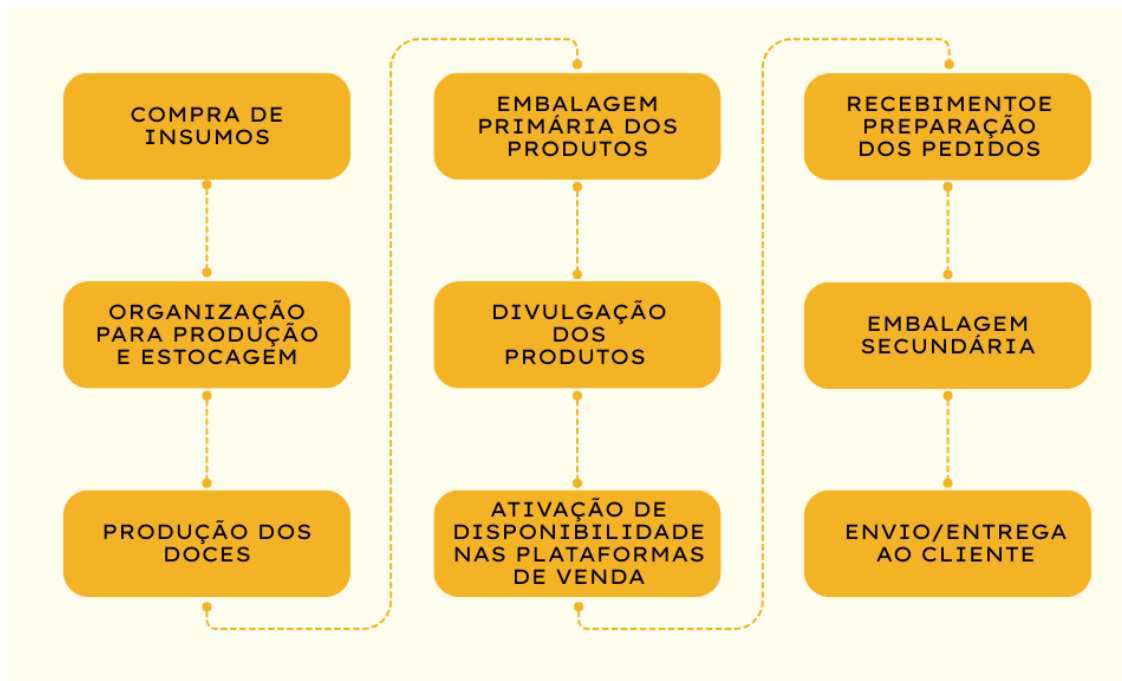 COMPRA DE
INSUMOS
ORGANIZAÇÃO
PARA PRODUÇÃO
E ESTOCAGEM
PRODUÇÃO DOS
DOCES
EMBALAGEM
PRIMÁRIA DOS
PRODUTOS
DIVULGAÇÃO
DOS
PRODUTOS
ATIVAÇÃO DE
DISPONIBILIDADE
NAS PLATAFORMAS
DE VENDA
RECEBIMENTOE
PREPARAÇÃO
DOS PEDIDOS
EMBALAGEM
SECUNDÁRIA
ENVIO/ENTREGA
AO CLIENTE